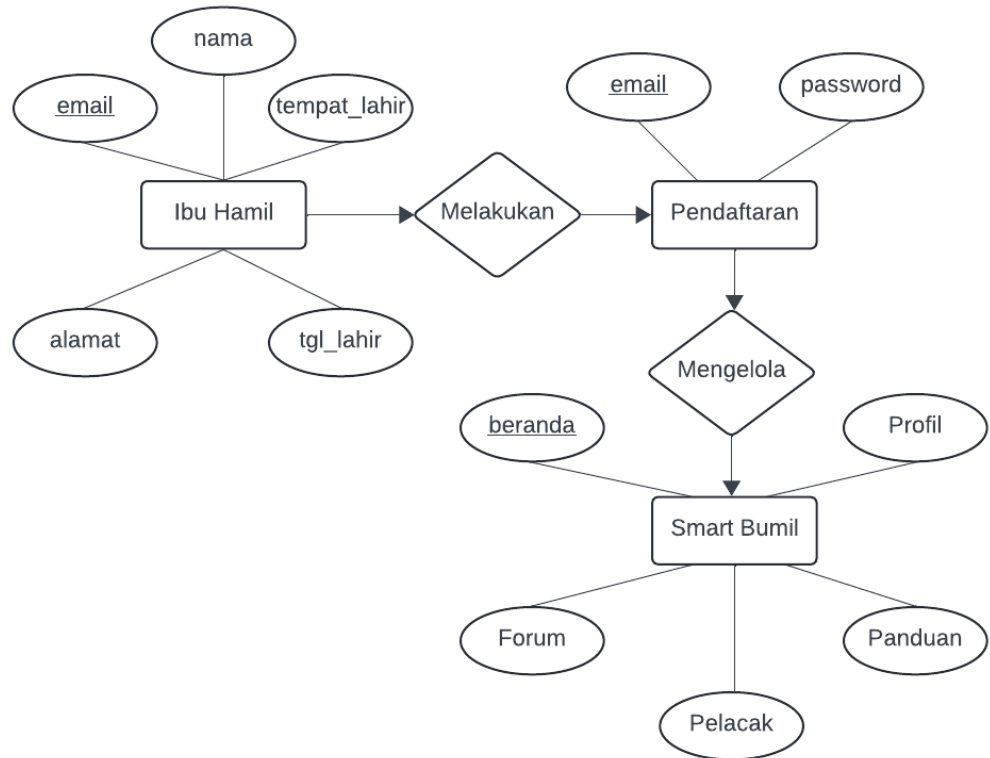 nama
email
tempat_lahir
email
password
Ibu Hamil
Melakukan
Pendaftaran
alamat
tgl_lahir
Mengelola
beranda
Profil
Smart Bumil
Forum
Panduan
Pelacak